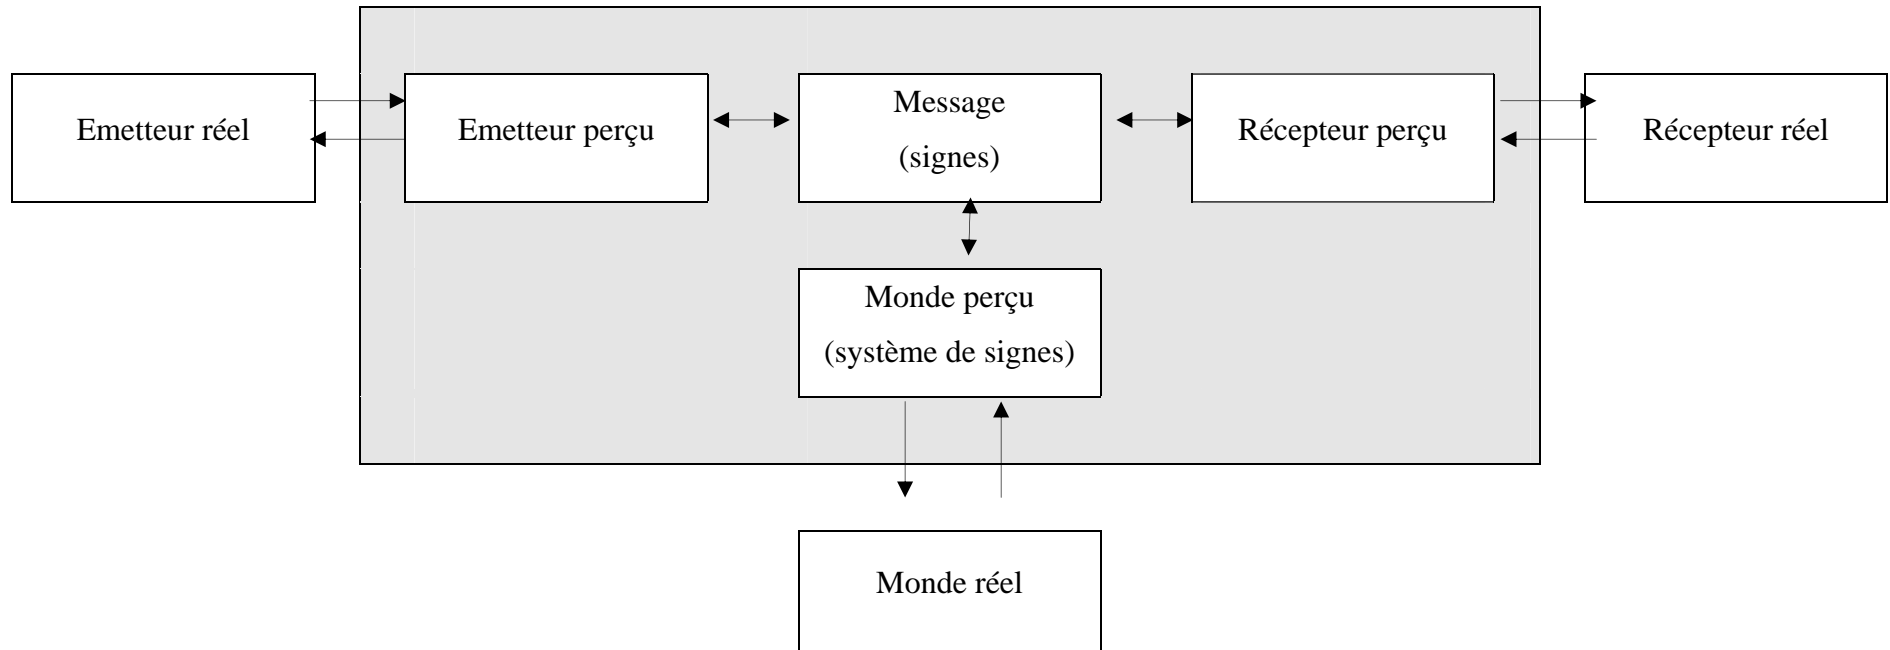 Emetteur réel
Emetteur perçu
Message
(signes)
Récepteur perçu
Récepteur réel
Monde perçu
(système de signes)
Monde réel